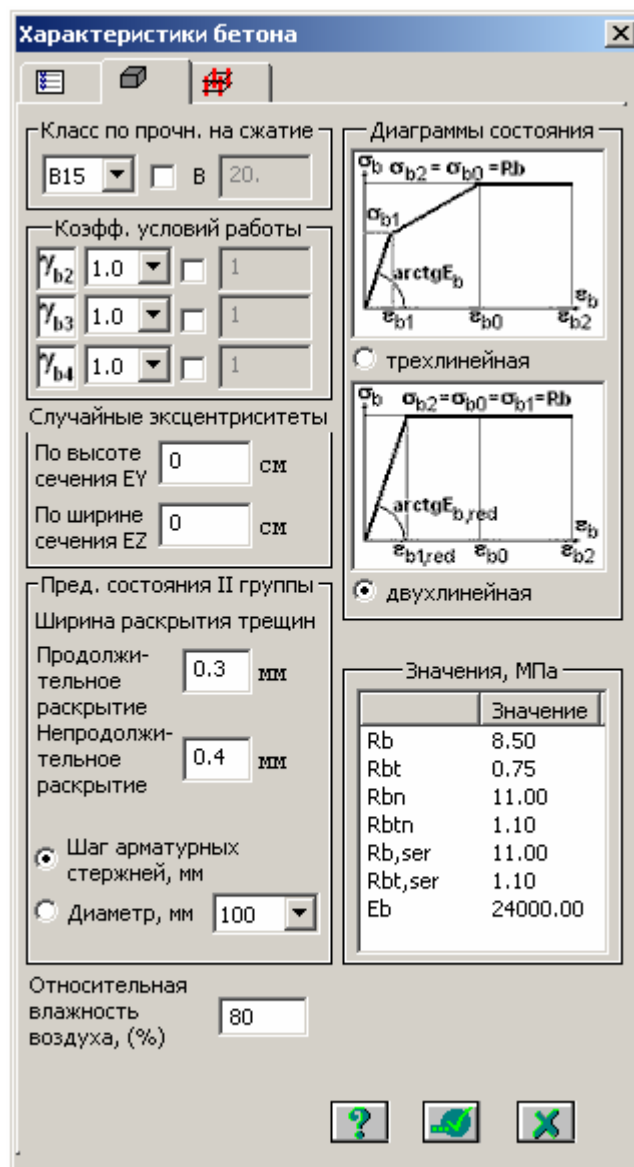 Характеристики бетона
Класс по прочн. на сжатие
B15 B 20.
Коэфф. условий работы
γb2 1.0 1
γb3 1.0 1
γb4 1.0 1
Случайные эксцентриситеты
По высоте
сечения EY 0 см
По ширине
сечения EZ 0 см
Пред. состояния II группы
Ширина раскрытия трещин
Продолжи-
тельное
раскрытие 0.3 мм
Непродолжи-
тельное
раскрытие 0.4 мм
Шаг арматурных
стержней, мм
Диаметр, мм 100
Относительная
влажность
воздуха, (%) 80
Диаграммы состояния
σb σb2 = σb0 = Rb
σb1
arctgEb
εb
εb1 εb0 εb2
трехлинейная
σb σb2=σb0=σb1=Rb
arctgEb,red
εb
εb1,red εb0 εb2
двухлинейная
Значения, МПа
Значение
Rb 8.50
Rbt 0.75
Rbn 11.00
Rbtn 1.10
Rb,ser 11.00
Rbt,ser 1.10
Eb 24000.00
?